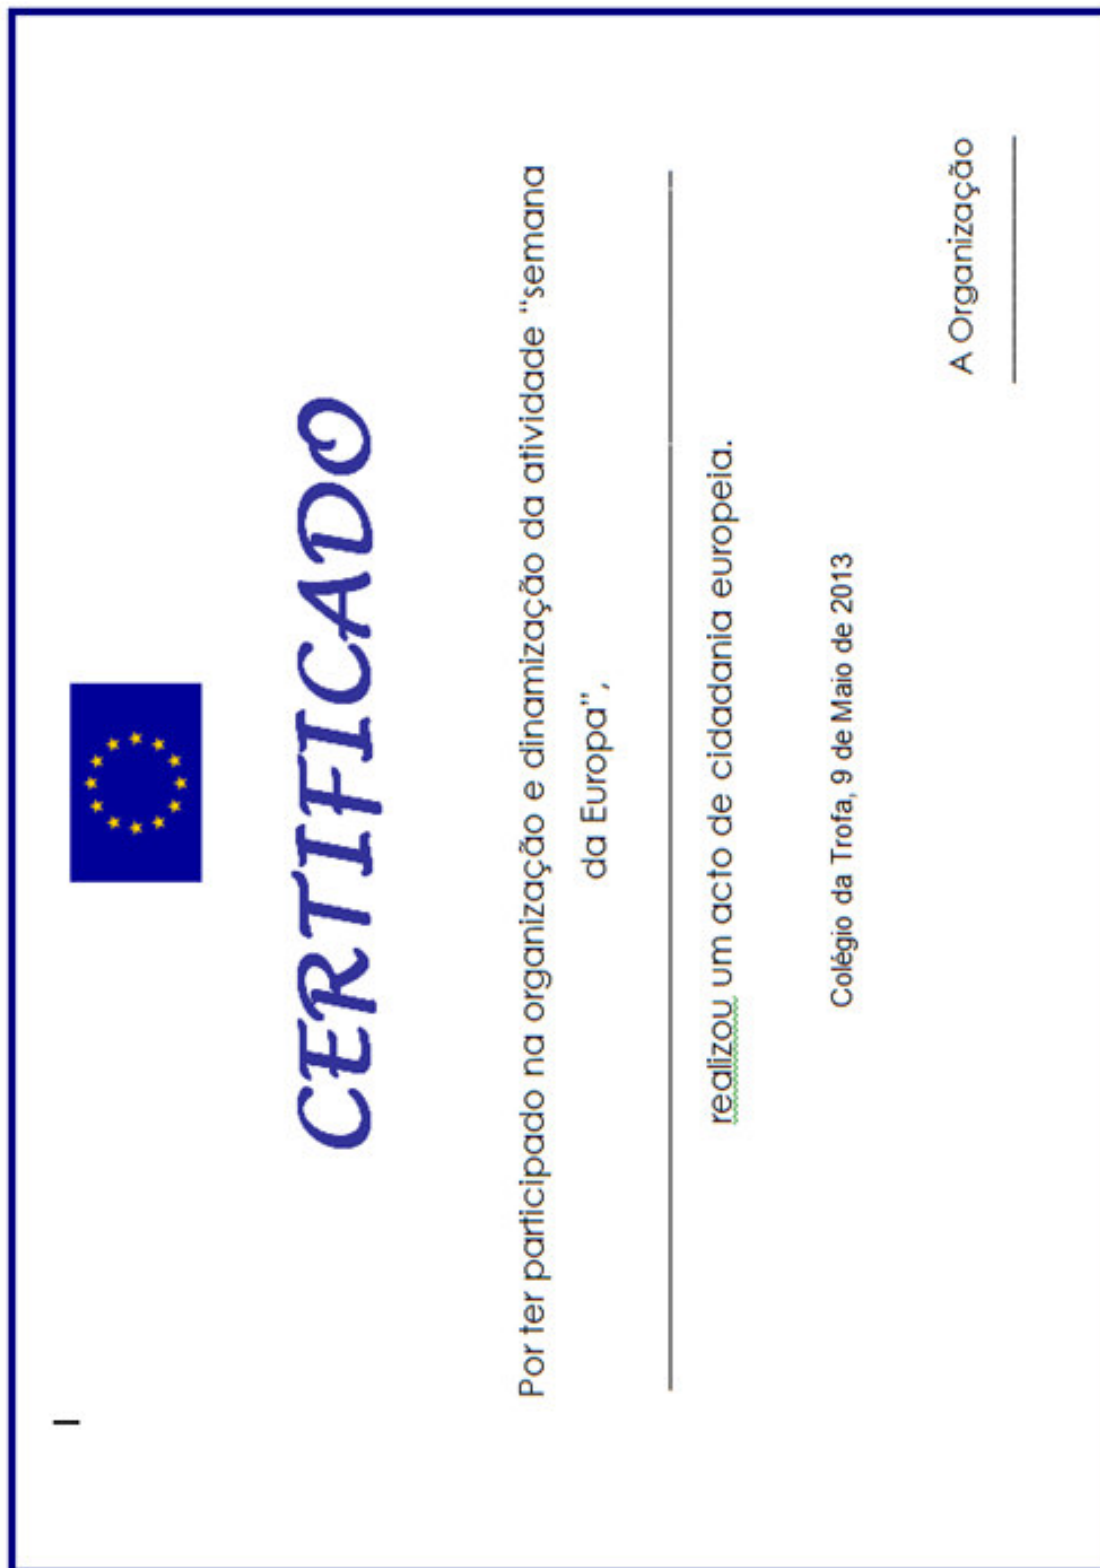 CERTIFICADO
Por ter participado na organização e dinamização da atividade "semana
da Europa",
realizou um acto de cidadania europeia.
Colégio da Trofa, 9 de Maio de 2013
A Organização